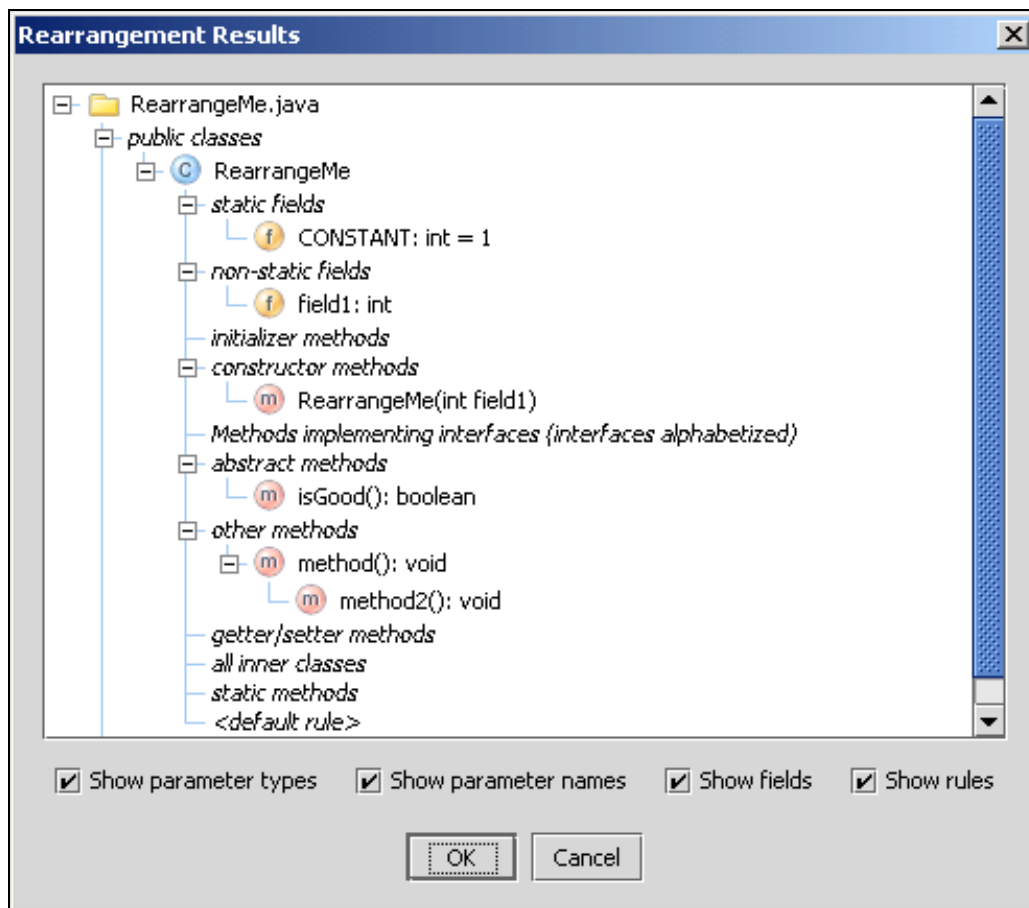 Rearrangement Results
RearrangeMe.java
public classes
C RearrangeMe
static fields
f CONSTANT: int = 1
non-static fields
f field1: int
initializer methods
constructor methods
m RearrangeMe(int field1)
Methods implementing interfaces (interfaces alphabetized)
abstract methods
m isGood(): boolean
other methods
m method(): void
m method2(): void
getter/setter methods
all inner classes
static methods
<default rule>
Show parameter types Show parameter names Show fields Show rules
OK Cancel